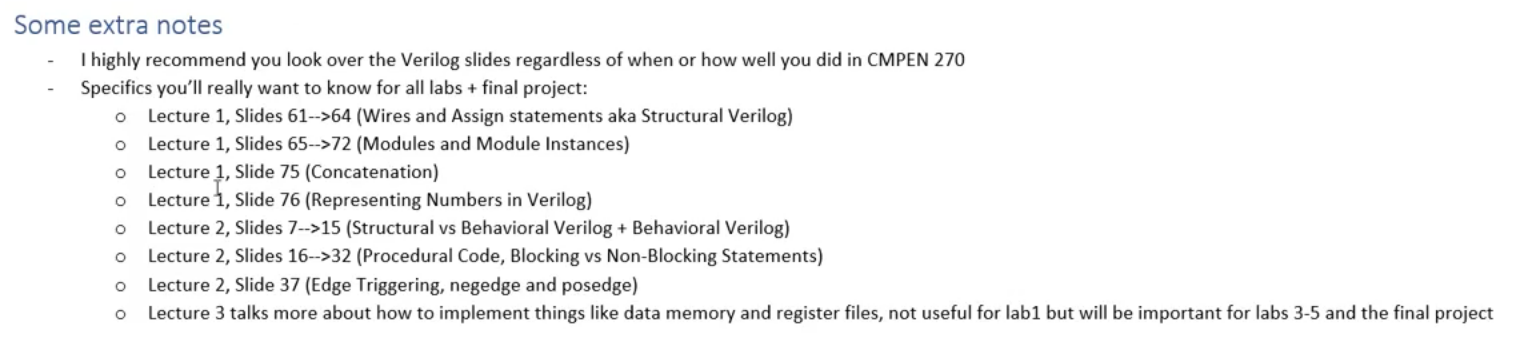 Some extra notes
- I highly recommend you look over the Verilog slides regardless of when or how well you did in CMPEN 270
- Specifics you'll really want to know for all labs + final project:
o Lecture 1, Slides 61-->64 (Wires and Assign statements aka Structural Verilog)
o Lecture 1, Slides 65-->72 (Modules and Module Instances)
o Lecture 1, Slide 75 (Concatenation)
o Lecture 1, Slide 76 (Representing Numbers in Verilog)
o Lecture 2, Slides 7-->15 (Structural vs Behavioral Verilog + Behavioral Verilog)
o Lecture 2, Slides 16-->32 (Procedural Code, Blocking vs Non-Blocking Statements)
o Lecture 2, Slide 37 (Edge Triggering, negedge and posedge)
o Lecture 3 talks more about how to implement things like data memory and register files, not useful for lab1 but will be important for labs 3-5 and the final project